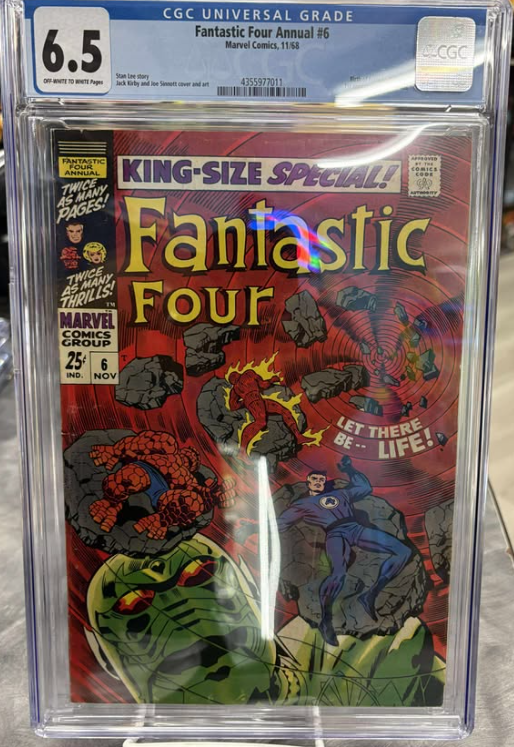 CGC UNIVERSAL GRADE
6.5
OFF-WHITE TO WHITE Pages
Fantastic Four Annual #6
Marvel Comics, 11/68
Stan Lee story
Jack Kirby and Joe Sinnott cover and art
4355977011
CGC
FANTASTIC
FOUR
ANNUAL
TWICE
AS MANY
PAGES!
TWICE
AS MANY
THRILLS!
TM
MARVEL
COMICS
GROUP
25¢
IND.
6
NOV
KING-SIZE SPECIAL!
APPROVED
BY THE
COMICS
CODE
AUTHORITY
FanTasTic
FouR
LET THERE
BE-- LIFE!